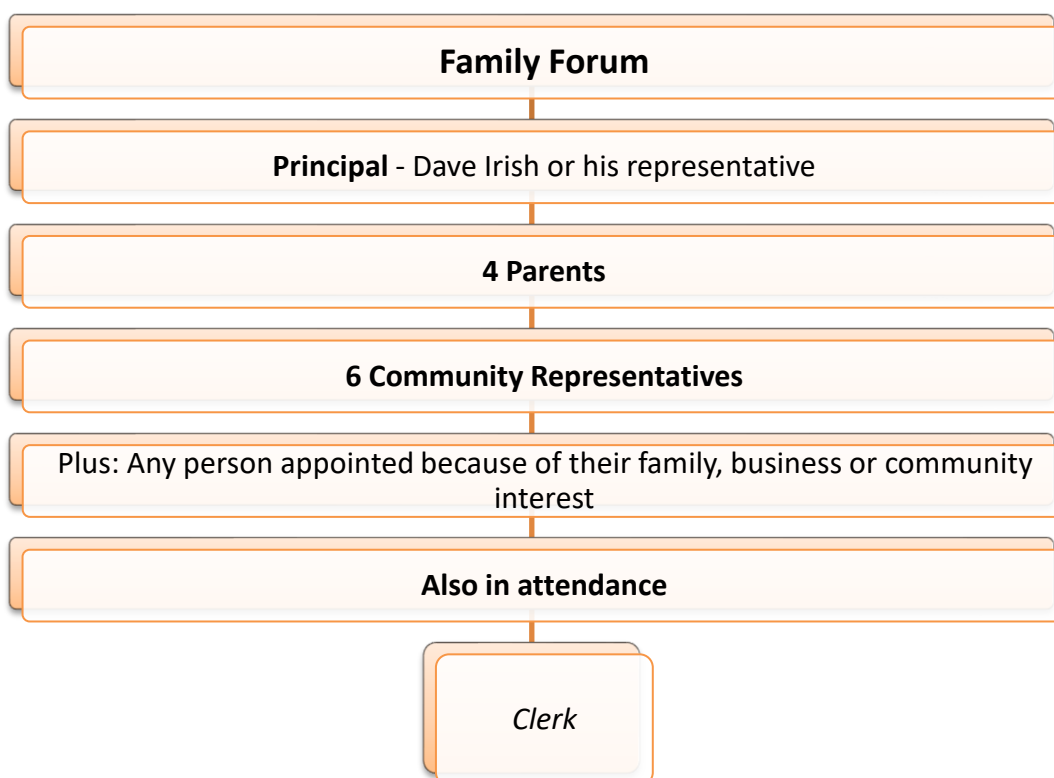 Family Forum
Principal - Dave Irish or his representative
4 Parents
6 Community Representatives
Plus: Any person appointed because of their family, business or community
interest
Also in attendance
Clerk